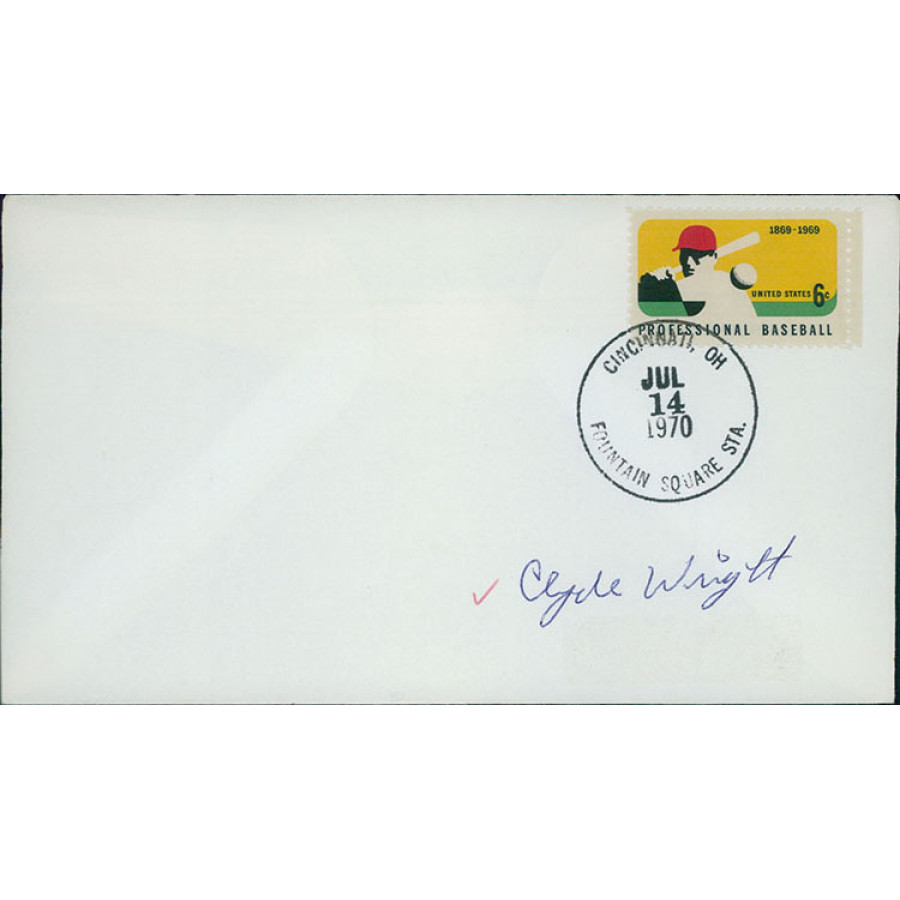 1869-1969
UNITED STATES 6c
PROFESSIONAL BASEBALL
CINCINNATI, OH
JUL
14
1970
FOUNTAIN SQUARE STA.
Clyde Wright